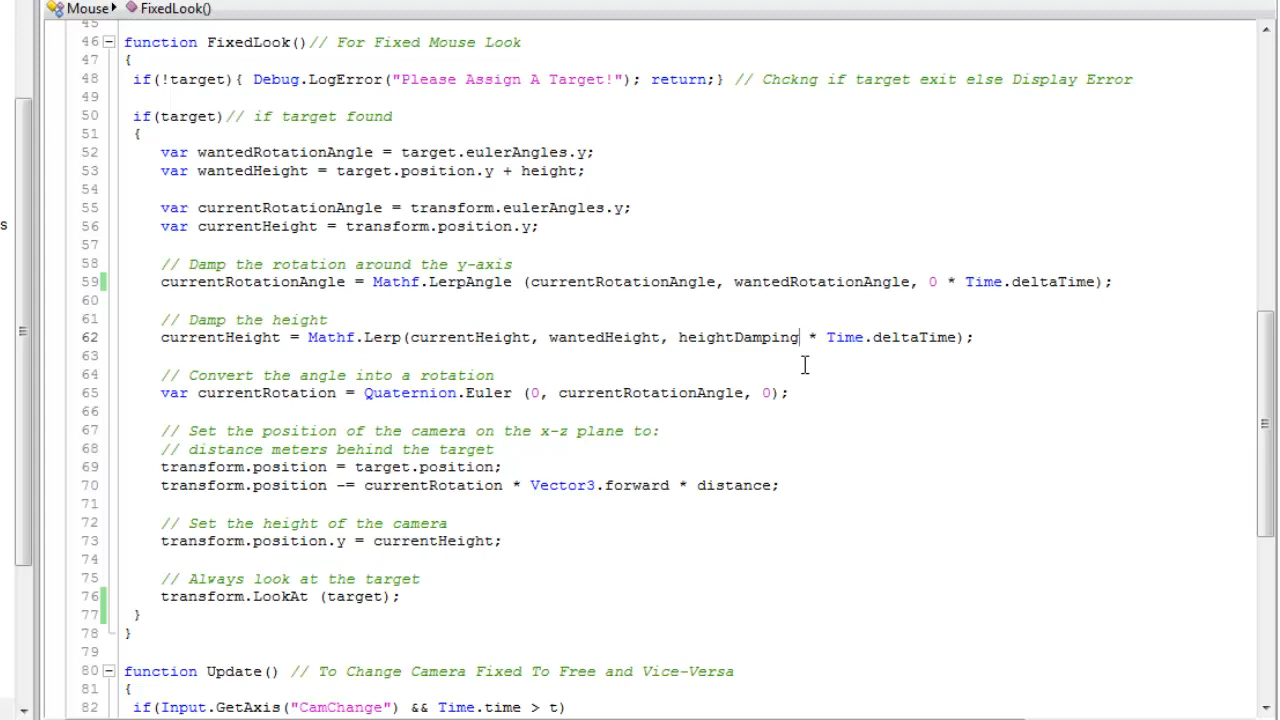 Mouse FixedLook()
45
46 function FixedLook()// For Fixed Mouse Look
47 {
48 if(!target){ Debug.LogError("Please Assign A Target!"); return;} // Chckng if target exit else Display Error
49
50 if(target)// if target found
51 {
52 var wantedRotationAngle = target.eulerAngles.y;
53 var wantedHeight = target.position.y + height;
54
55 var currentRotationAngle = transform.eulerAngles.y;
56 var currentHeight = transform.position.y;
57
58 // Damp the rotation around the y-axis
59 currentRotationAngle = Mathf.LerpAngle (currentRotationAngle, wantedRotationAngle, 0 * Time.deltaTime);
60
61 // Damp the height
62 currentHeight = Mathf.Lerp(currentHeight, wantedHeight, heightDamping * Time.deltaTime);
63
64 // Convert the angle into a rotation
65 var currentRotation = Quaternion.Euler (0, currentRotationAngle, 0);
66
67 // Set the position of the camera on the x-z plane to:
68 // distance meters behind the target
69 transform.position = target.position;
70 transform.position -= currentRotation * Vector3.forward * distance;
71
72 // Set the height of the camera
73 transform.position.y = currentHeight;
74
75 // Always look at the target
76 transform.LookAt (target);
77 }
78 }
79
80 function Update() // To Change Camera Fixed To Free and Vice-Versa
81 {
82 if(Input.GetAxis("CamChange") && Time.time > t)
s